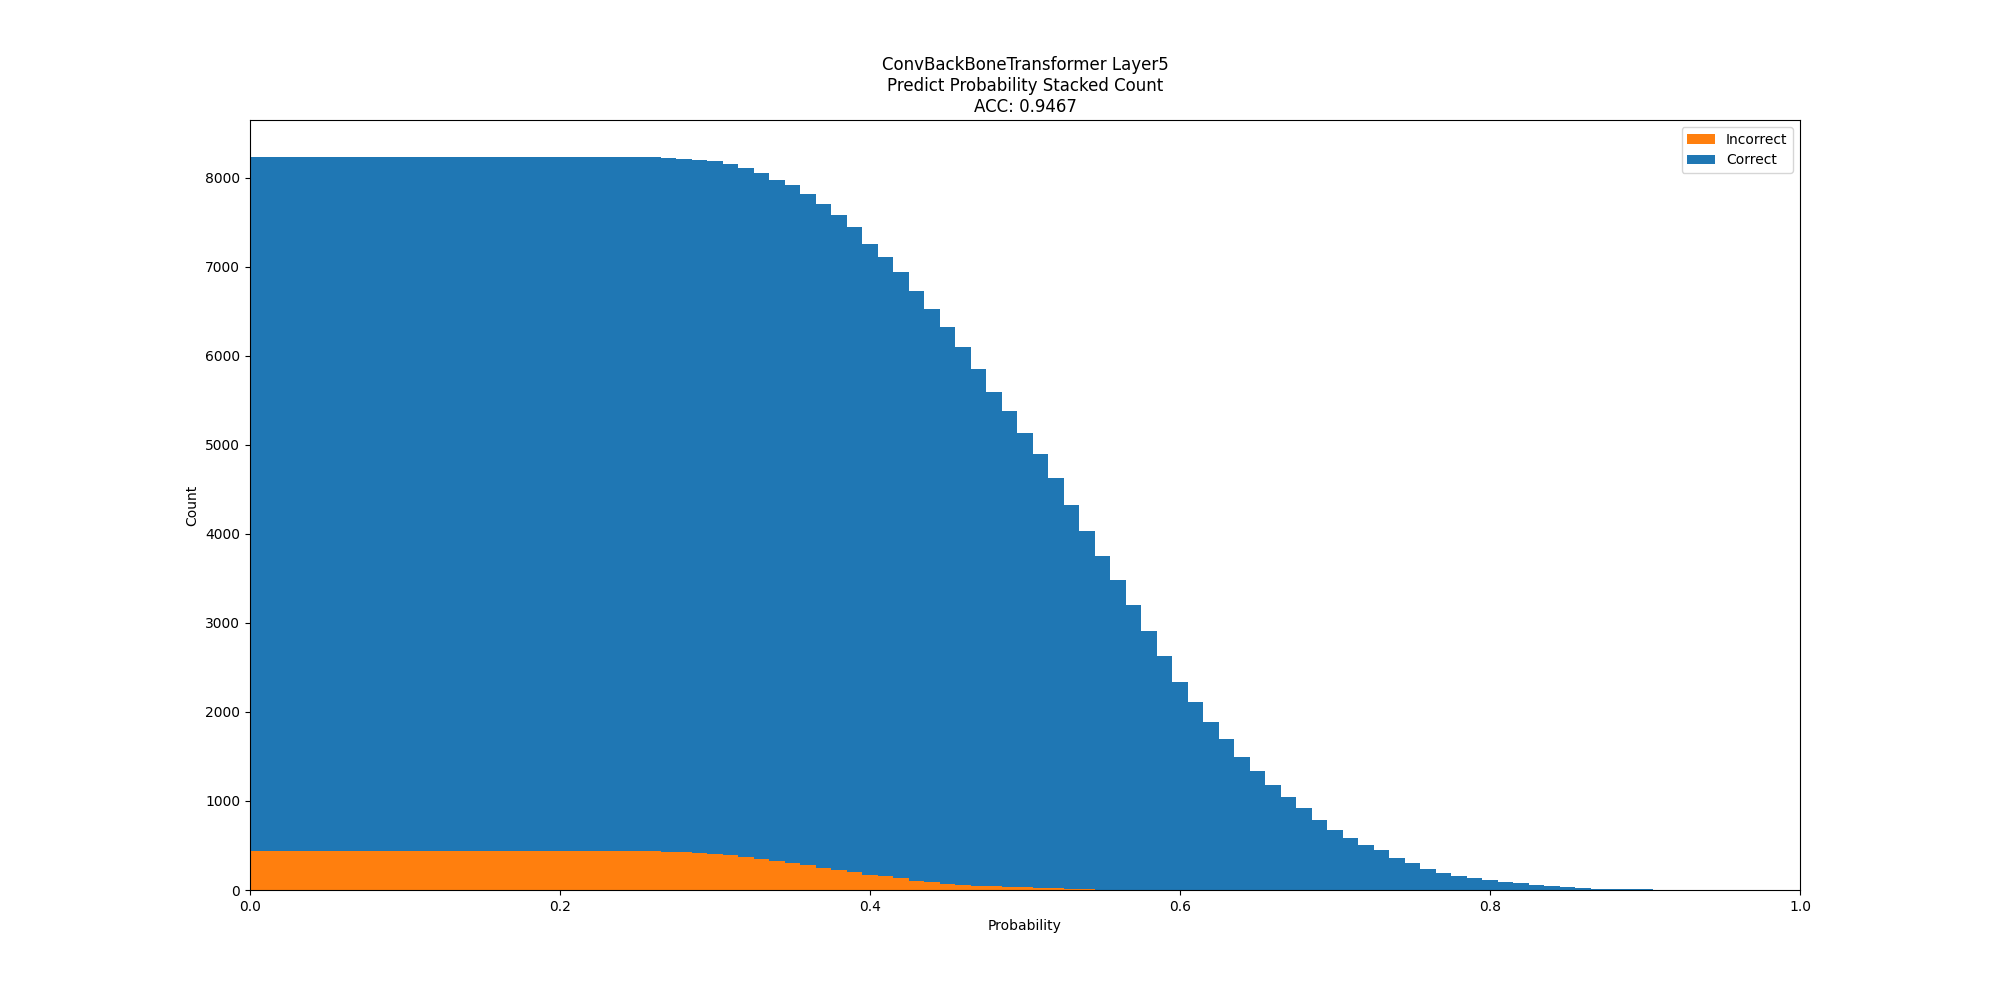 ConvBackBoneTransformer Layer5
Predict Probability Stacked Count
ACC: 0.9467
Incorrect
Correct
8000
7000
6000
5000
4000
3000
2000
1000
0
Count
0.0 0.2 0.4 0.6 0.8 1.0
Probability